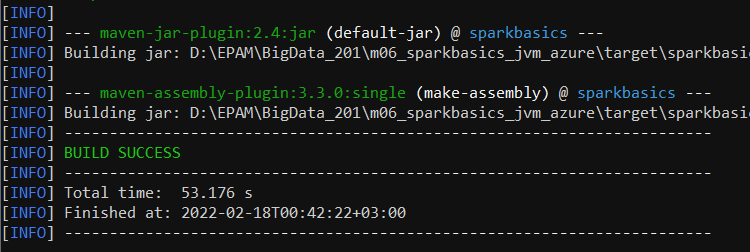 [INFO]
[INFO] --- maven-jar-plugin:2.4:jar (default-jar) @ sparkbasics ---
[INFO] Building jar: D:\EPAM\BigData_201\m06_sparkbasics_jvm_azure\target\sparkbasi
[INFO]
[INFO] --- maven-assembly-plugin:3.3.0:single (make-assembly) @ sparkbasics ---
[INFO] Building jar: D:\EPAM\BigData_201\m06_sparkbasics_jvm_azure\target\sparkbasi
[INFO] ------------------------------------------------------------------------
[INFO] BUILD SUCCESS
[INFO] ------------------------------------------------------------------------
[INFO] Total time:  53.176 s
[INFO] Finished at: 2022-02-18T00:42:22+03:00
[INFO] ------------------------------------------------------------------------